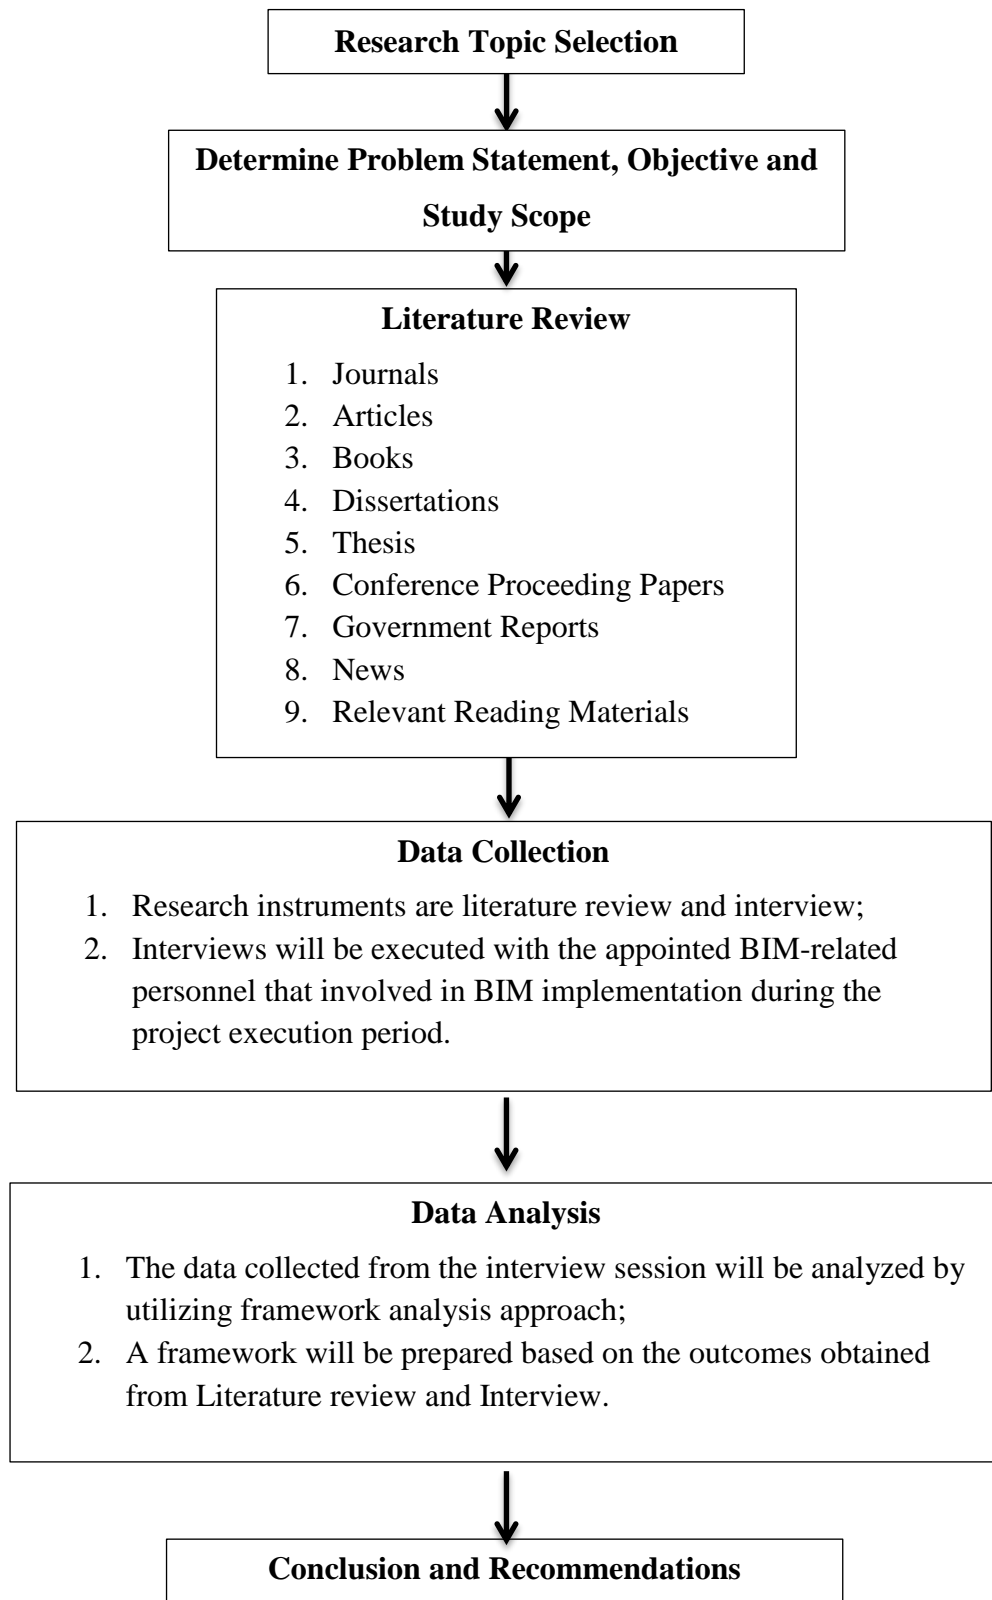 Research Topic Selection
Determine Problem Statement, Objective and
Study Scope
Literature Review
1. Journals
2. Articles
3. Books
4. Dissertations
5. Thesis
6. Conference Proceeding Papers
7. Government Reports
8. News
9. Relevant Reading Materials
Data Collection
1. Research instruments are literature review and interview;
2. Interviews will be executed with the appointed BIM-related
personnel that involved in BIM implementation during the
project execution period.
Data Analysis
1. The data collected from the interview session will be analyzed by
utilizing framework analysis approach;
2. A framework will be prepared based on the outcomes obtained
from Literature review and Interview.
Conclusion and Recommendations